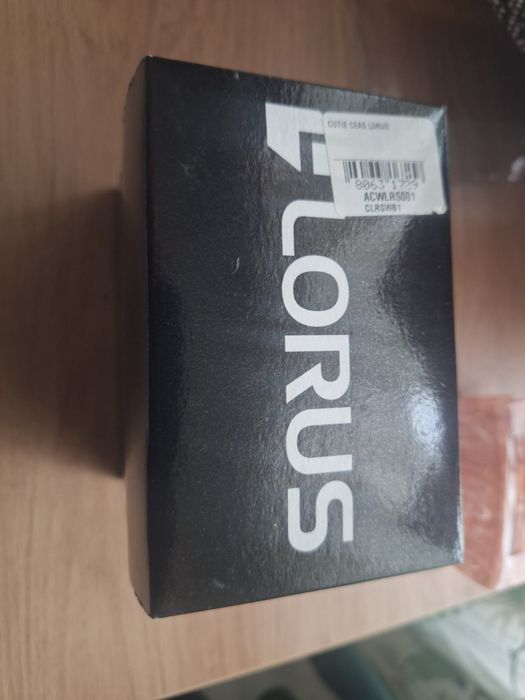 CUTIE CEAS LORUS
8063 1729
ACWLRS001
CLRSWB1
LORUS